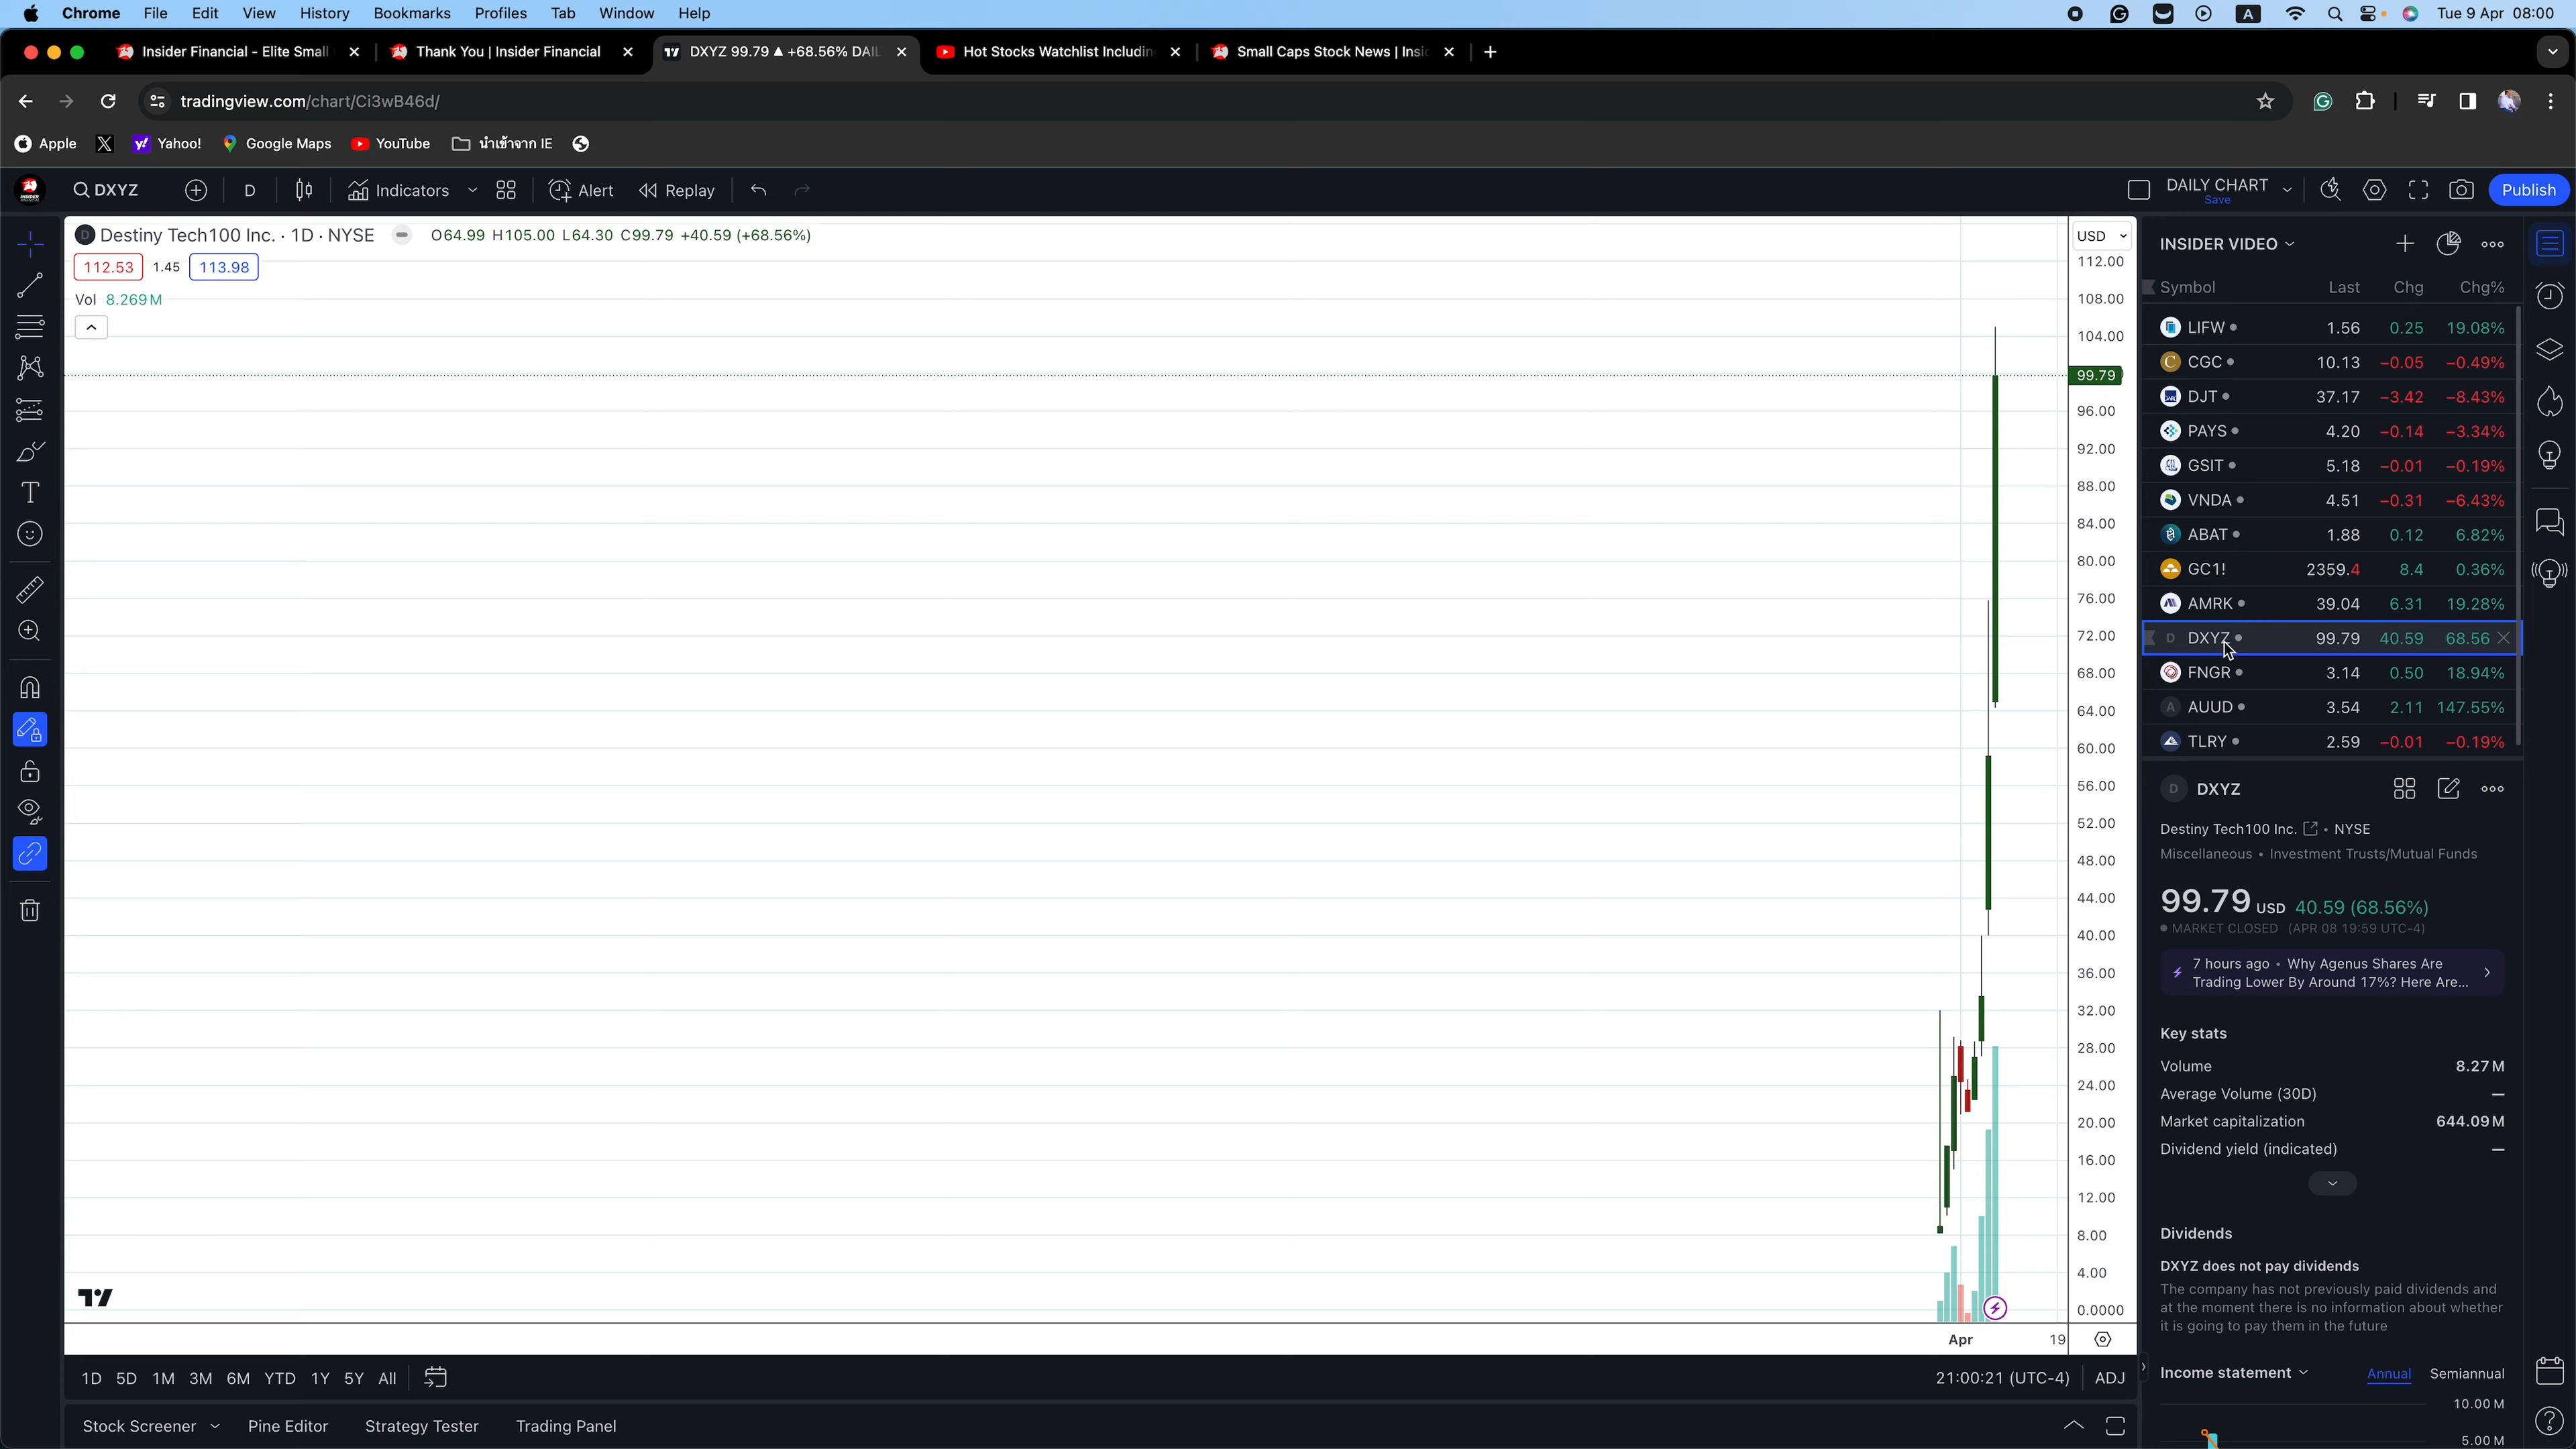 Chrome File Edit View History Bookmarks Profiles Tab Window Help A Tue 9 Apr 08:00
Insider Financial - Elite Small Thank You | Insider Financial DXYZ 99.79 ▲ +68.56% DAIL Hot Stocks Watchlist Includin Small Caps Stock News | Insi
tradingview.com/chart/Ci3wB46d/
Apple Yahoo! Google Maps YouTube นำเข้าจาก IE
DXYZ D Indicators Alert Replay DAILY CHART Save Publish
D Destiny Tech100 Inc. · 1D · NYSE O64.99 H105.00 L64.30 C99.79 +40.59 (+68.56%)
112.53 1.45 113.98
Vol 8.269M
USD
112.00
108.00
104.00
99.79
96.00
92.00
88.00
84.00
80.00
76.00
72.00
68.00
64.00
60.00
56.00
52.00
48.00
44.00
40.00
36.00
32.00
28.00
24.00
20.00
16.00
12.00
8.00
4.00
0.0000
Apr 19
1D 5D 1M 3M 6M YTD 1Y 5Y All 21:00:21 (UTC-4) ADJ
Stock Screener Pine Editor Strategy Tester Trading Panel
INSIDER VIDEO
Symbol Last Chg Chg%
LIFW 1.56 0.25 19.08%
CGC 10.13 −0.05 −0.49%
DJT 37.17 −3.42 −8.43%
PAYS 4.20 −0.14 −3.34%
GSIT 5.18 −0.01 −0.19%
VNDA 4.51 −0.31 −6.43%
ABAT 1.88 0.12 6.82%
GC1! 2359.4 8.4 0.36%
AMRK 39.04 6.31 19.28%
D DXYZ 99.79 40.59 68.56
FNGR 3.14 0.50 18.94%
A AUUD 3.54 2.11 147.55%
TLRY 2.59 −0.01 −0.19%
D DXYZ
Destiny Tech100 Inc. • NYSE
Miscellaneous • Investment Trusts/Mutual Funds
99.79 USD 40.59 (68.56%)
MARKET CLOSED (APR 08 19:59 UTC-4)
7 hours ago • Why Agenus Shares Are
Trading Lower By Around 17%? Here Are...
Key stats
Volume 8.27M
Average Volume (30D) —
Market capitalization 644.09M
Dividend yield (indicated) —
Dividends
DXYZ does not pay dividends
The company has not previously paid dividends and
at the moment there is no information about whether
it is going to pay them in the future
Income statement Annual Semiannual
10.00M
5.00M